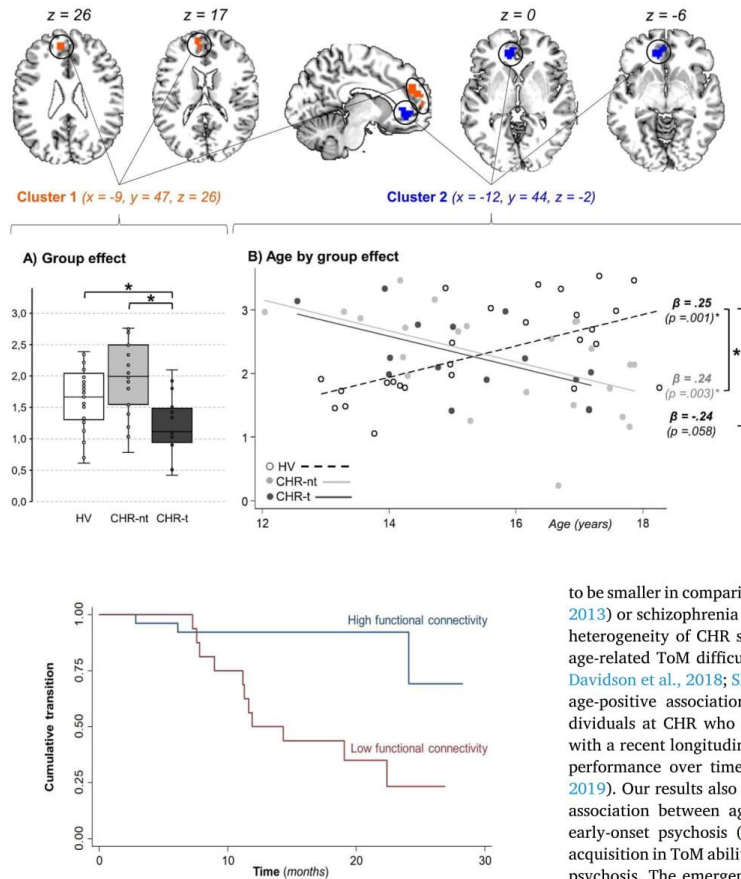 z = 26
z = 17
z = 0
z = -6
Cluster 1 (x = -9, y = 47, z = 26)
Cluster 2 (x = -12, y = 44, z = -2)
A) Group effect
*
*
3,0
2,5
2,0
1,5
1,0
0,5
0,0
HV
CHR-nt
CHR-t
B) Age by group effect
3
2
1
0
β = .25
(p =.001)*
*
β = .24
(p =.003)*
β = -.24
(p =.058)
HV
CHR-nt
CHR-t
12
14
16
Age (years)
18
Cumulative transition
1.00
0.75
0.50
0.25
0.00
High functional connectivity
Low functional connectivity
0
10
20
30
Time (months)
to be smaller in compari
2013) or schizophrenia
heterogeneity of CHR s
age-related ToM difficul
Davidson et al., 2018; S
age-positive association
dividuals at CHR who
with a recent longitudin
performance over time
2019). Our results also
association between ag
early-onset psychosis (
acquisition in ToM abilit
psychosis. The emerger